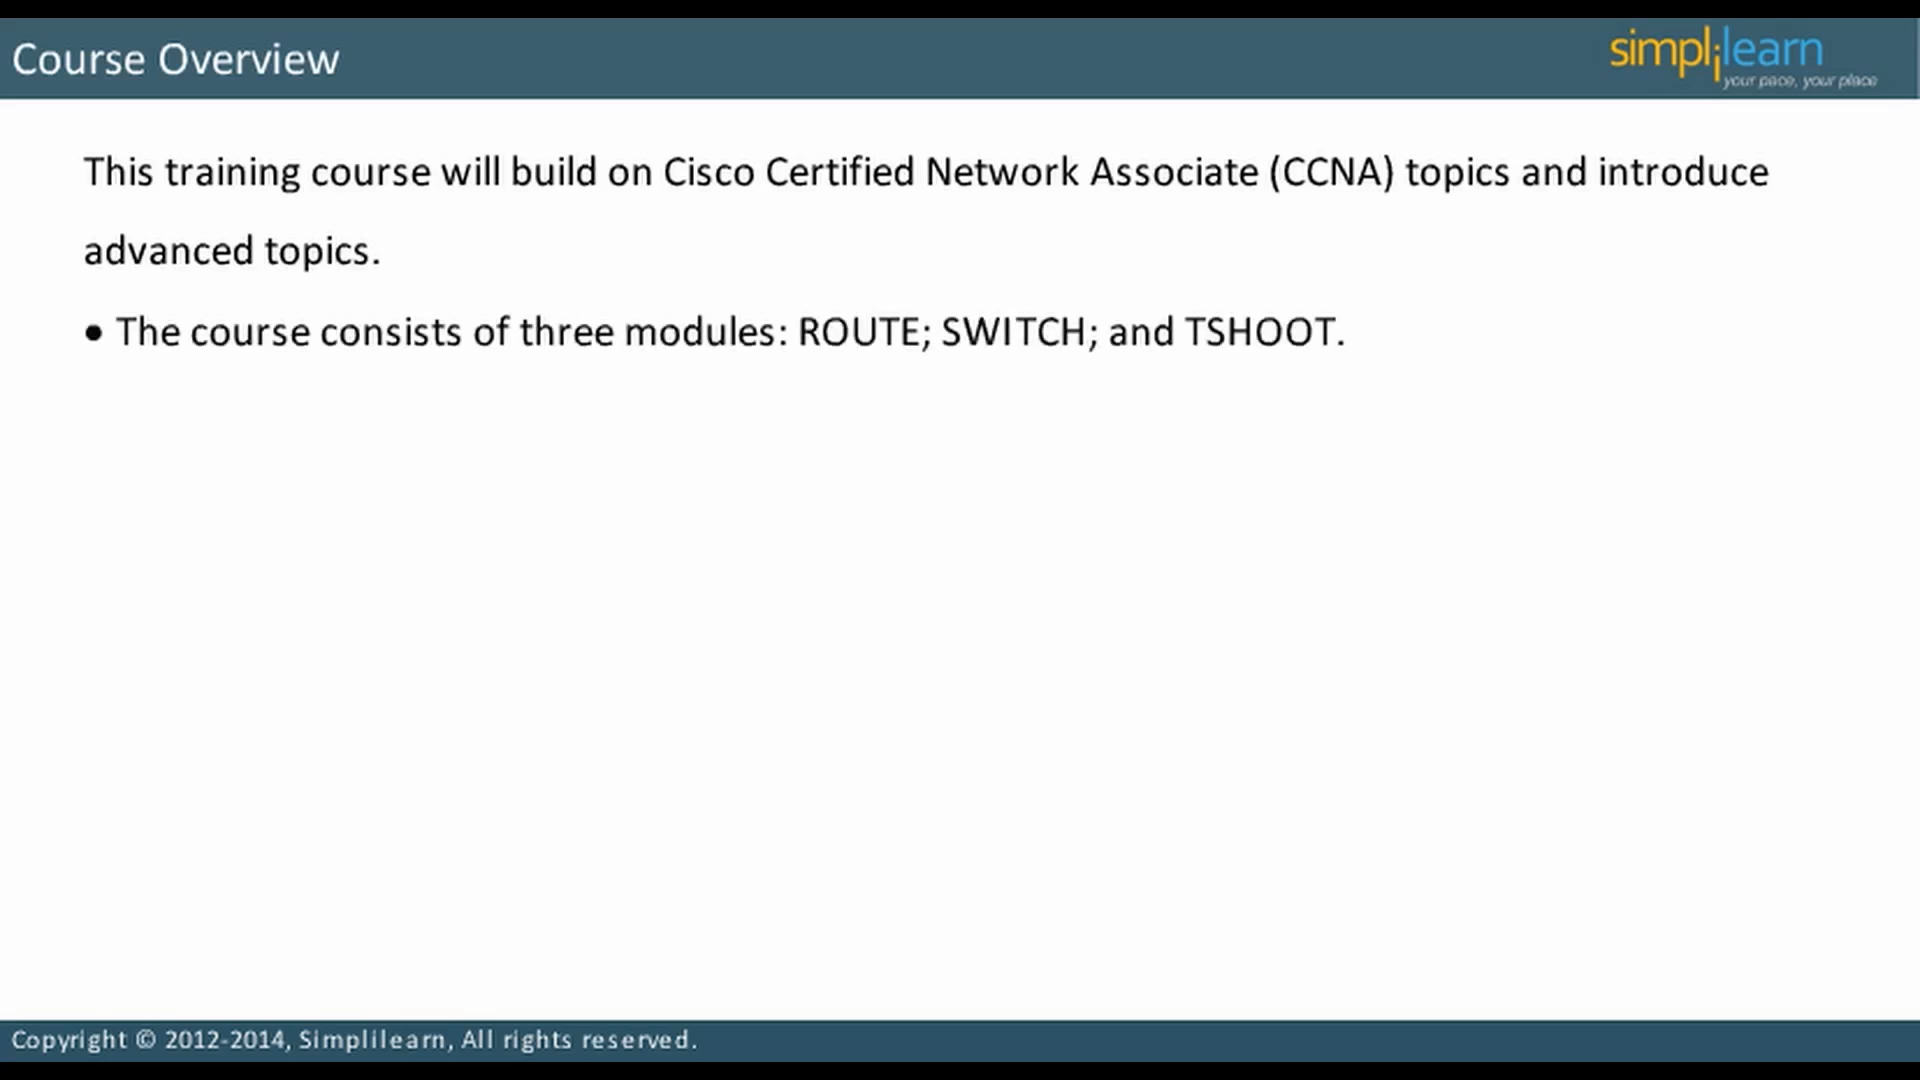 Course Overview
simplilearn
your pace, your place
This training course will build on Cisco Certified Network Associate (CCNA) topics and introduce
advanced topics.
• The course consists of three modules: ROUTE; SWITCH; and TSHOOT.
Copyright © 2012-2014, Simplilearn, All rights reserved.